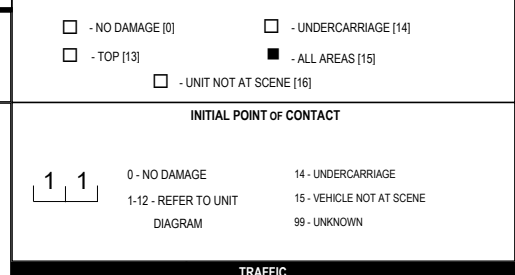 ☐ - NO DAMAGE [0] ☐ - UNDERCARRIAGE [14]
☐ - TOP [13] ■ - ALL AREAS [15]
☐ - UNIT NOT AT SCENE [16]
INITIAL POINT OF CONTACT
1 1
0 - NO DAMAGE
1-12 - REFER TO UNIT
DIAGRAM
14 - UNDERCARRIAGE
15 - VEHICLE NOT AT SCENE
99 - UNKNOWN
TRAFFIC